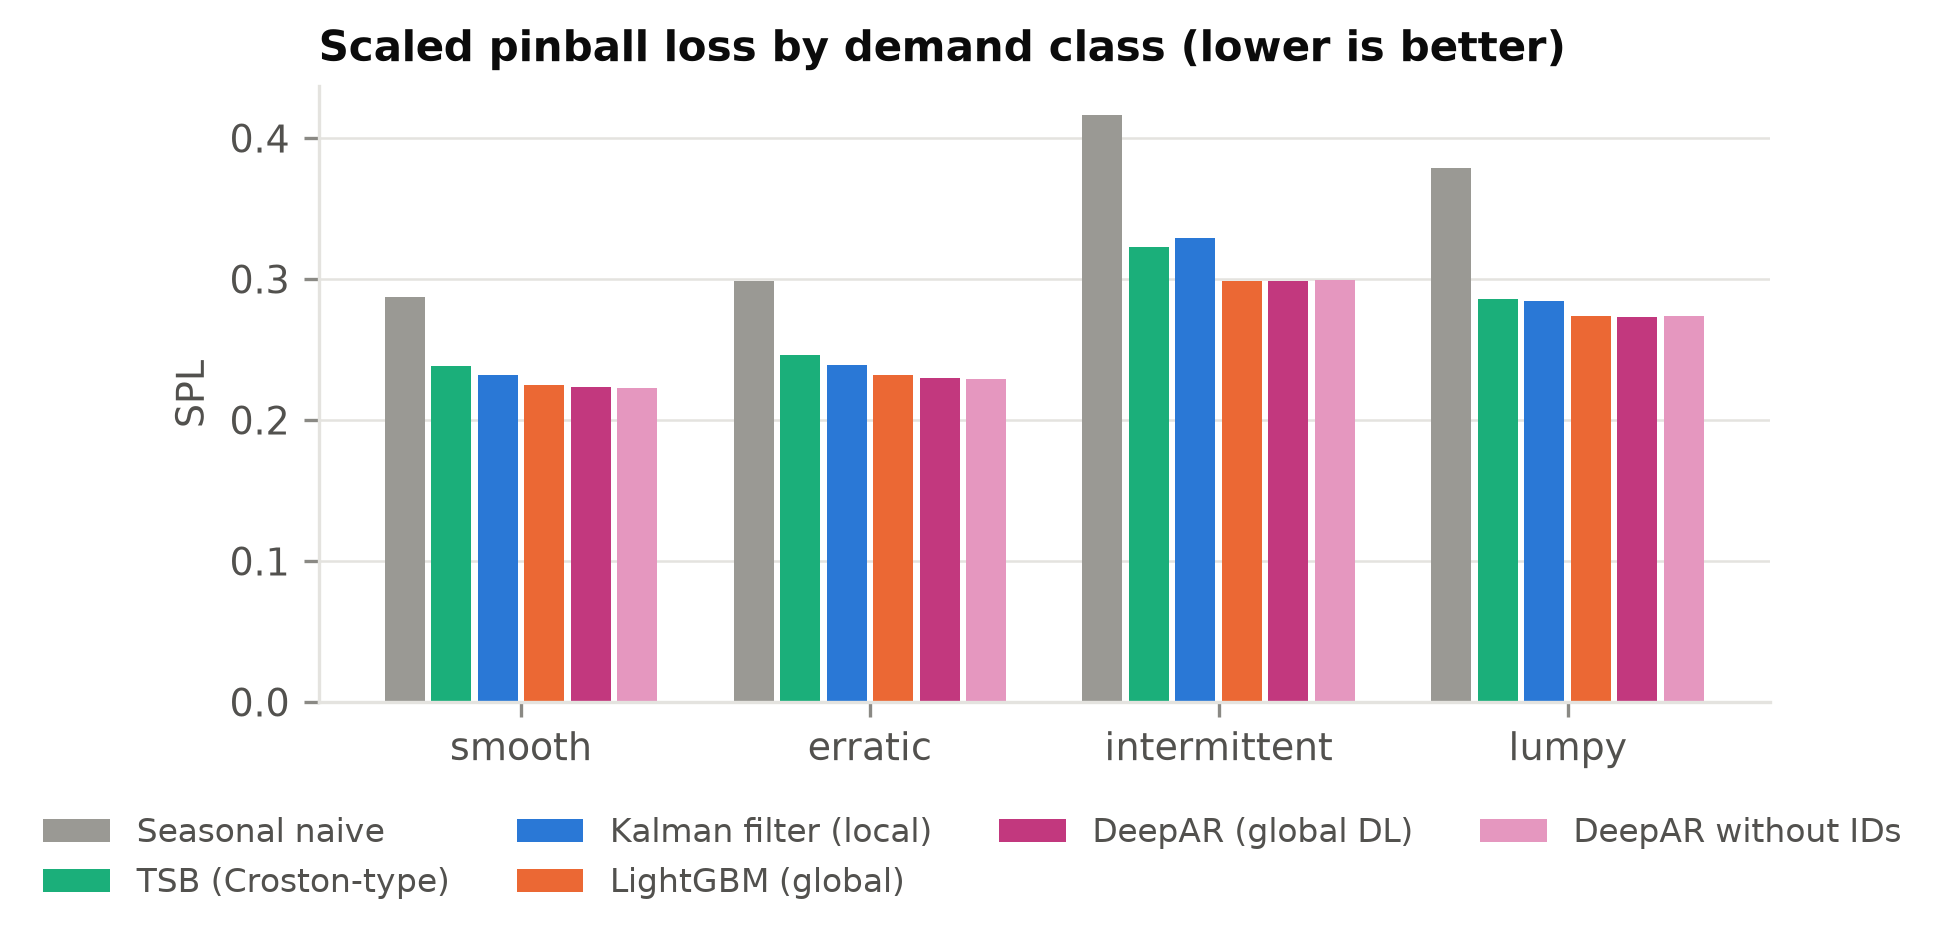 Scaled pinball loss by demand class (lower is better)
SPL
0.4
0.3
0.2
0.1
0.0
smooth erratic intermittent lumpy
Seasonal naive Kalman filter (local) DeepAR (global DL) DeepAR without IDs
TSB (Croston-type) LightGBM (global)